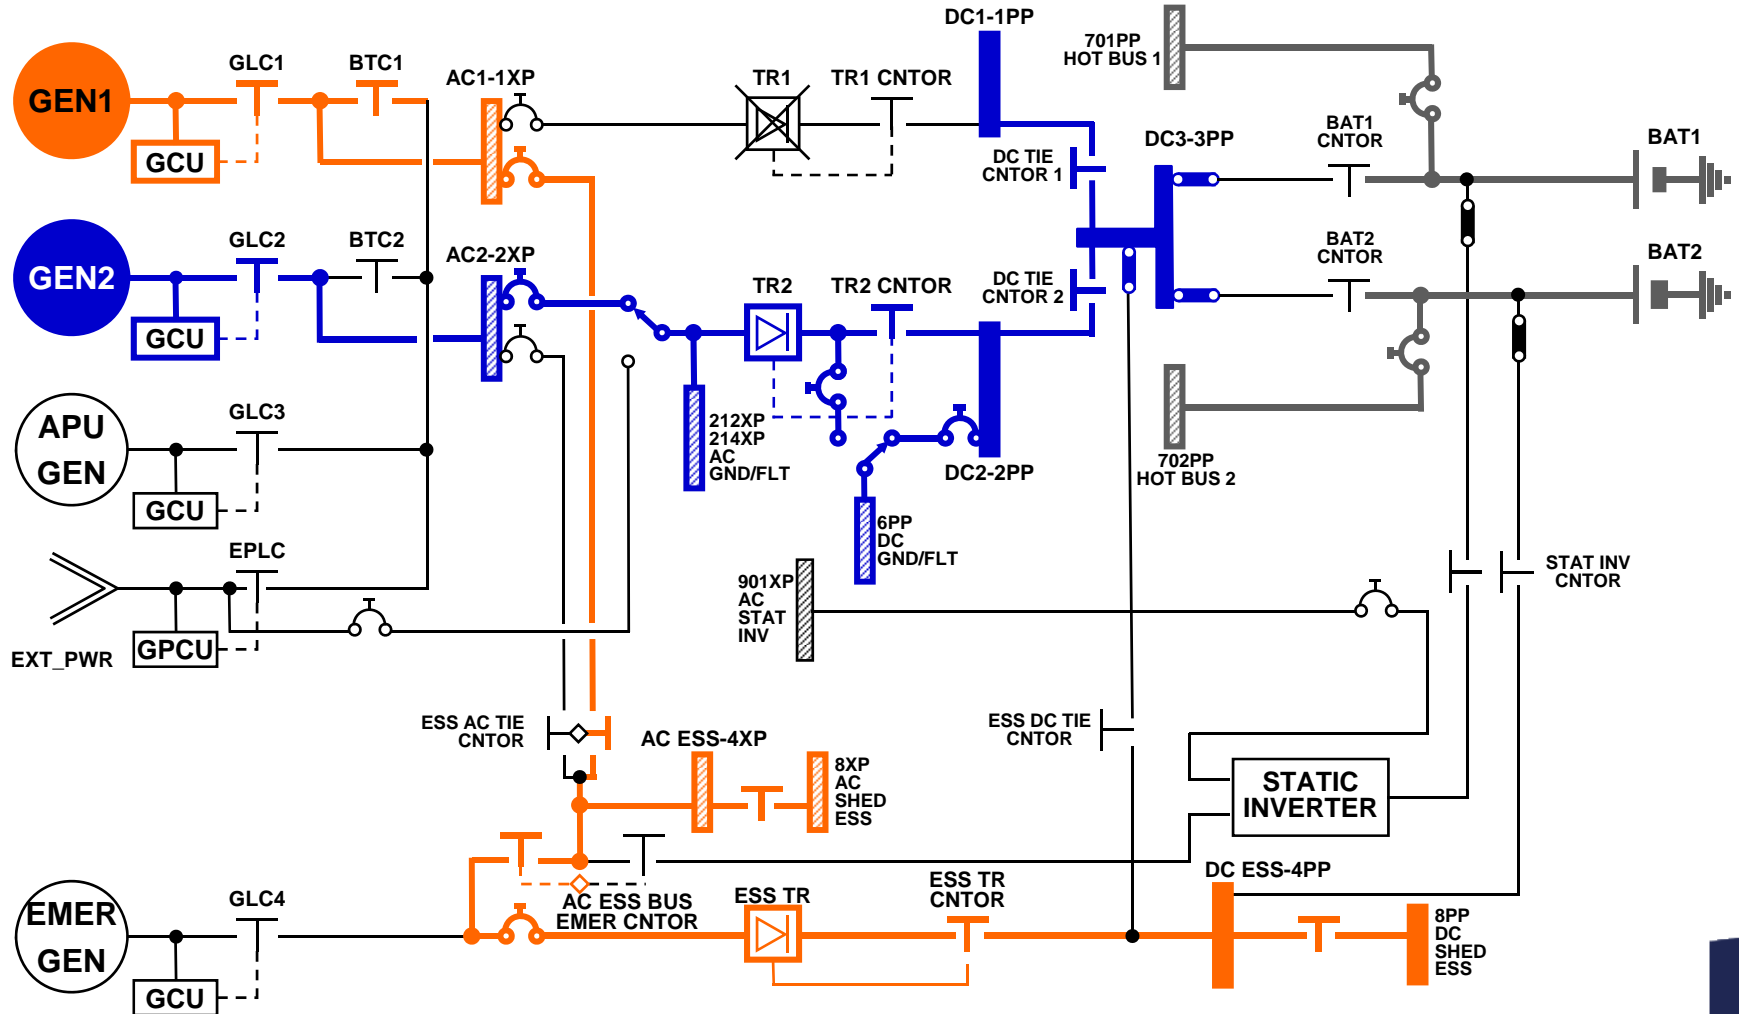 DC1-1PP
701PP
HOT BUS 1
GLC1
BTC1
AC1-1XP
TR1
TR1 CNTOR
GEN1
GCU
BAT1
CNTOR
BAT1
DC TIE
CNTOR 1
DC3-3PP
GLC2
BTC2
AC2-2XP
GEN2
GCU
TR2
TR2 CNTOR
DC TIE
CNTOR 2
BAT2
CNTOR
BAT2
GLC3
APU
GEN
GCU
212XP
214XP
AC
GND/FLT
DC2-2PP
702PP
HOT BUS 2
6PP
DC
GND/FLT
EPLC
EXT_PWR
GPCU
901XP
AC
STAT
INV
STAT INV
CNTOR
ESS AC TIE
CNTOR
AC ESS-4XP
8XP
AC
SHED
ESS
ESS DC TIE
CNTOR
STATIC
INVERTER
GLC4
EMER
GEN
GCU
AC ESS BUS
EMER CNTOR
ESS TR
ESS TR
CNTOR
DC ESS-4PP
8PP
DC
SHED
ESS